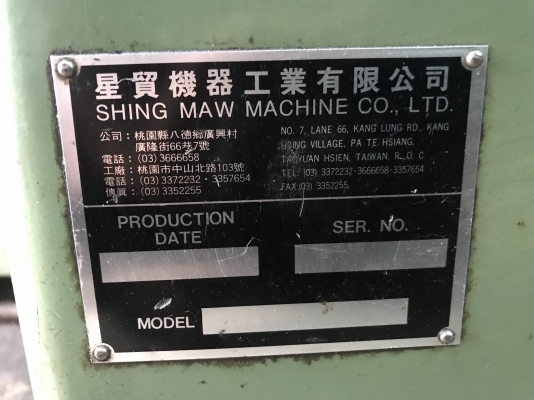 星貿機器工業有限公司
SHING MAW MACHINE CO., LTD.
公司：桃園縣八德鄉廣興村
廣隆街66巷7號
電話：(03) 3666658
工廠：桃園市中山北路103號
電話：(03) 3372232・3357654
傳真：(03) 3352255
NO. 7, LANE 66, KANG LUNG RD., KANG
HSING VILLAGE, PA TE HSIANG,
TAOYUAN HSIEN, TAIWAN, R. O. C.
TEL: (03) 3372232・3666658・3357654
FAX:(03) 3352255
PRODUCTION
DATE
SER. NO.
MODEL